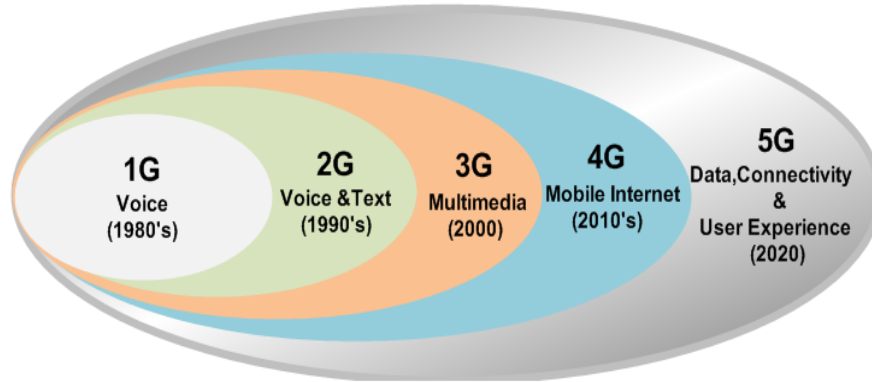 1G
Voice
(1980's)
2G
Voice &Text
(1990's)
3G
Multimedia
(2000)
4G
Mobile Internet
(2010's)
5G
Data,Connectivity
&
User Experience
(2020)